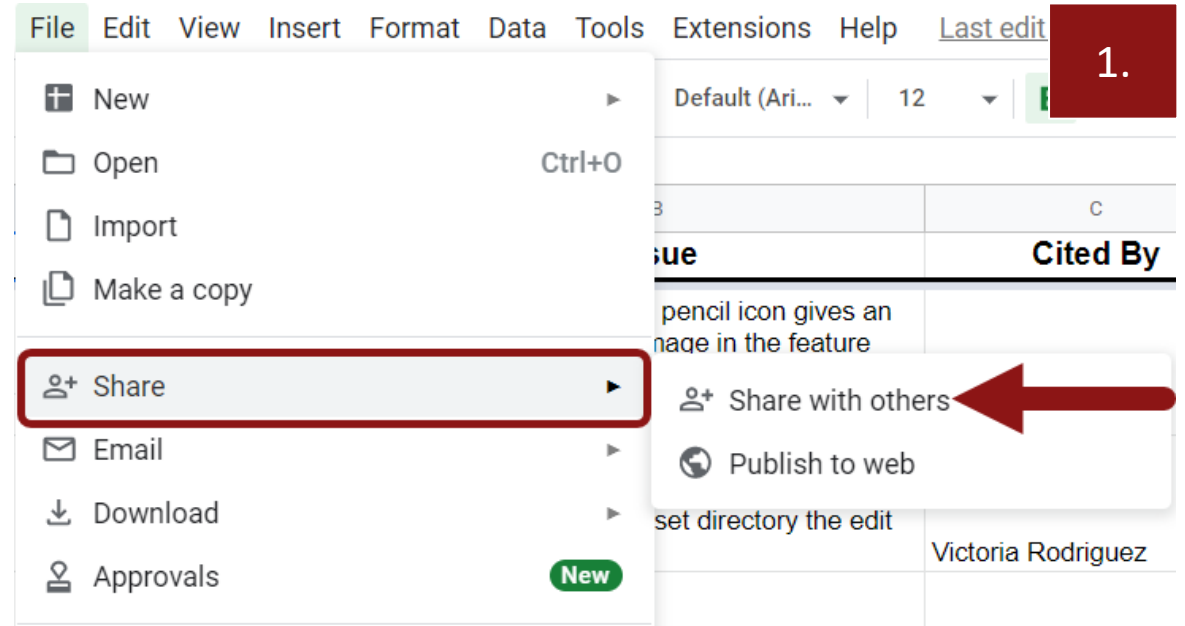 File Edit View Insert Format Data Tools Extensions Help Last edit
1.
New
Default (Ari... 12
Open Ctrl+O
Import
C
Cited By
Make a copy
pencil icon gives an
in the feature
Share
Share with others
Email
Publish to web
Download
set directory the edit
Victoria Rodriguez
Approvals New